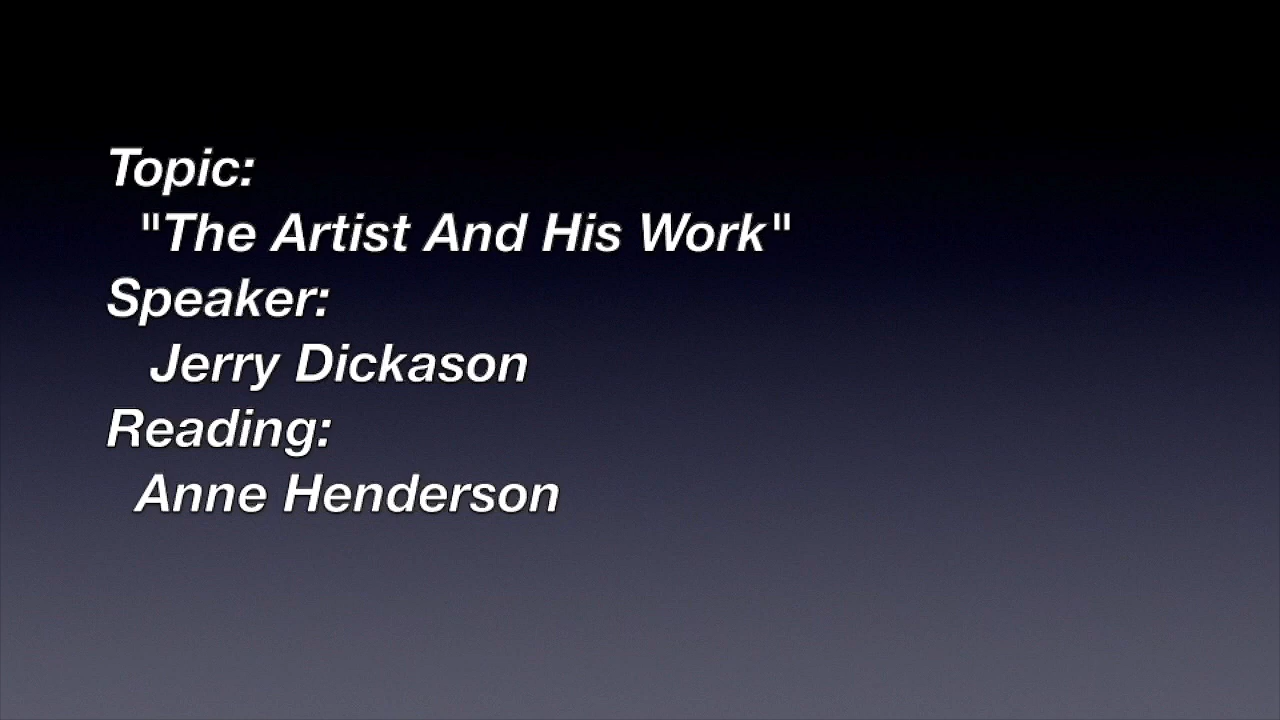 Topic:
"The Artist And His Work"
Speaker:
Jerry Dickason
Reading:
Anne Henderson